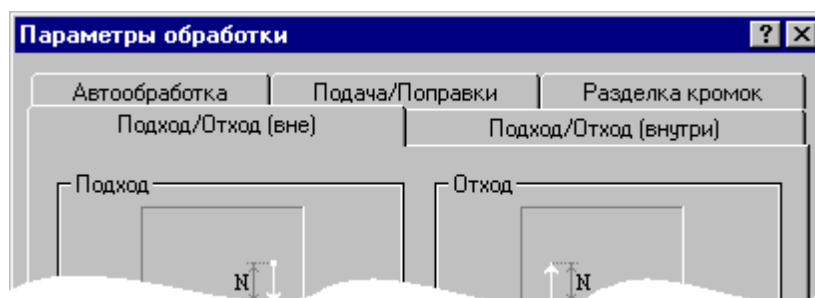 Параметры обработки
Автообработка Подача/Поправки Разделка кромок
Подход/Отход (вне) Подход/Отход (внутри)
Подход Отход
N N